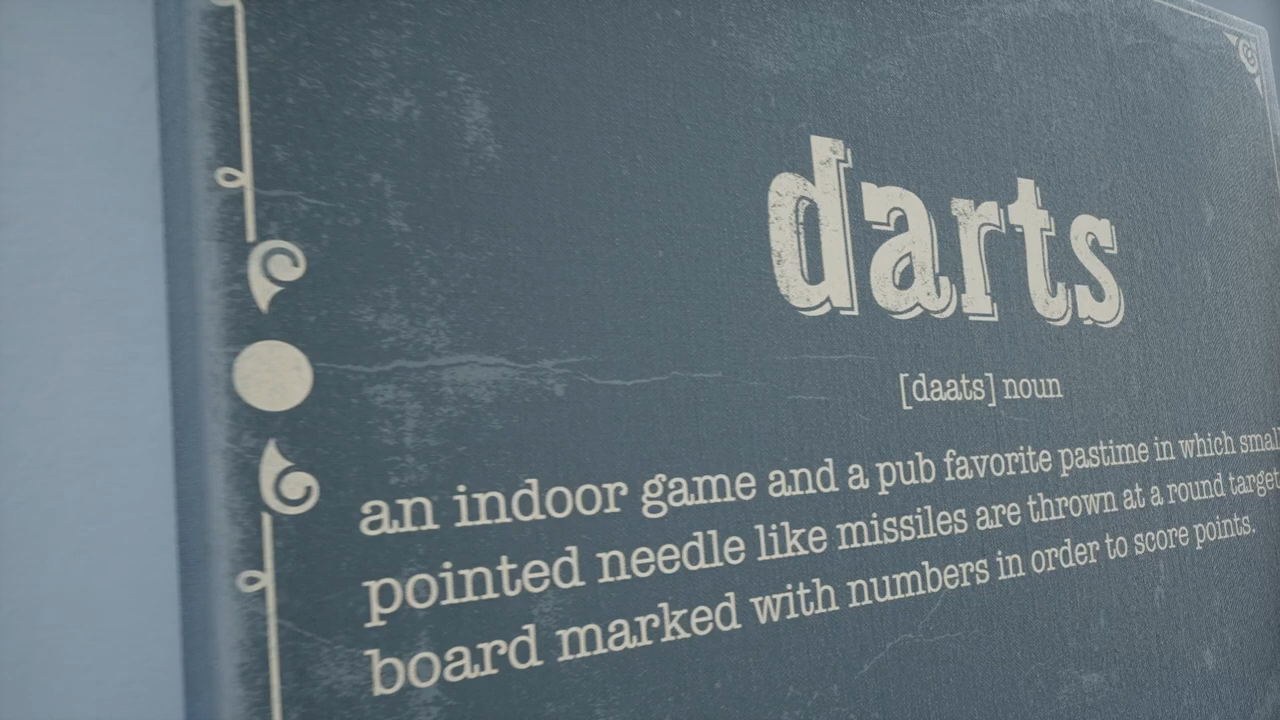 darts
[daats] noun
an indoor game and a pub favorite pastime in which small
pointed needle like missiles are thrown at a round target
board marked with numbers in order to score points.